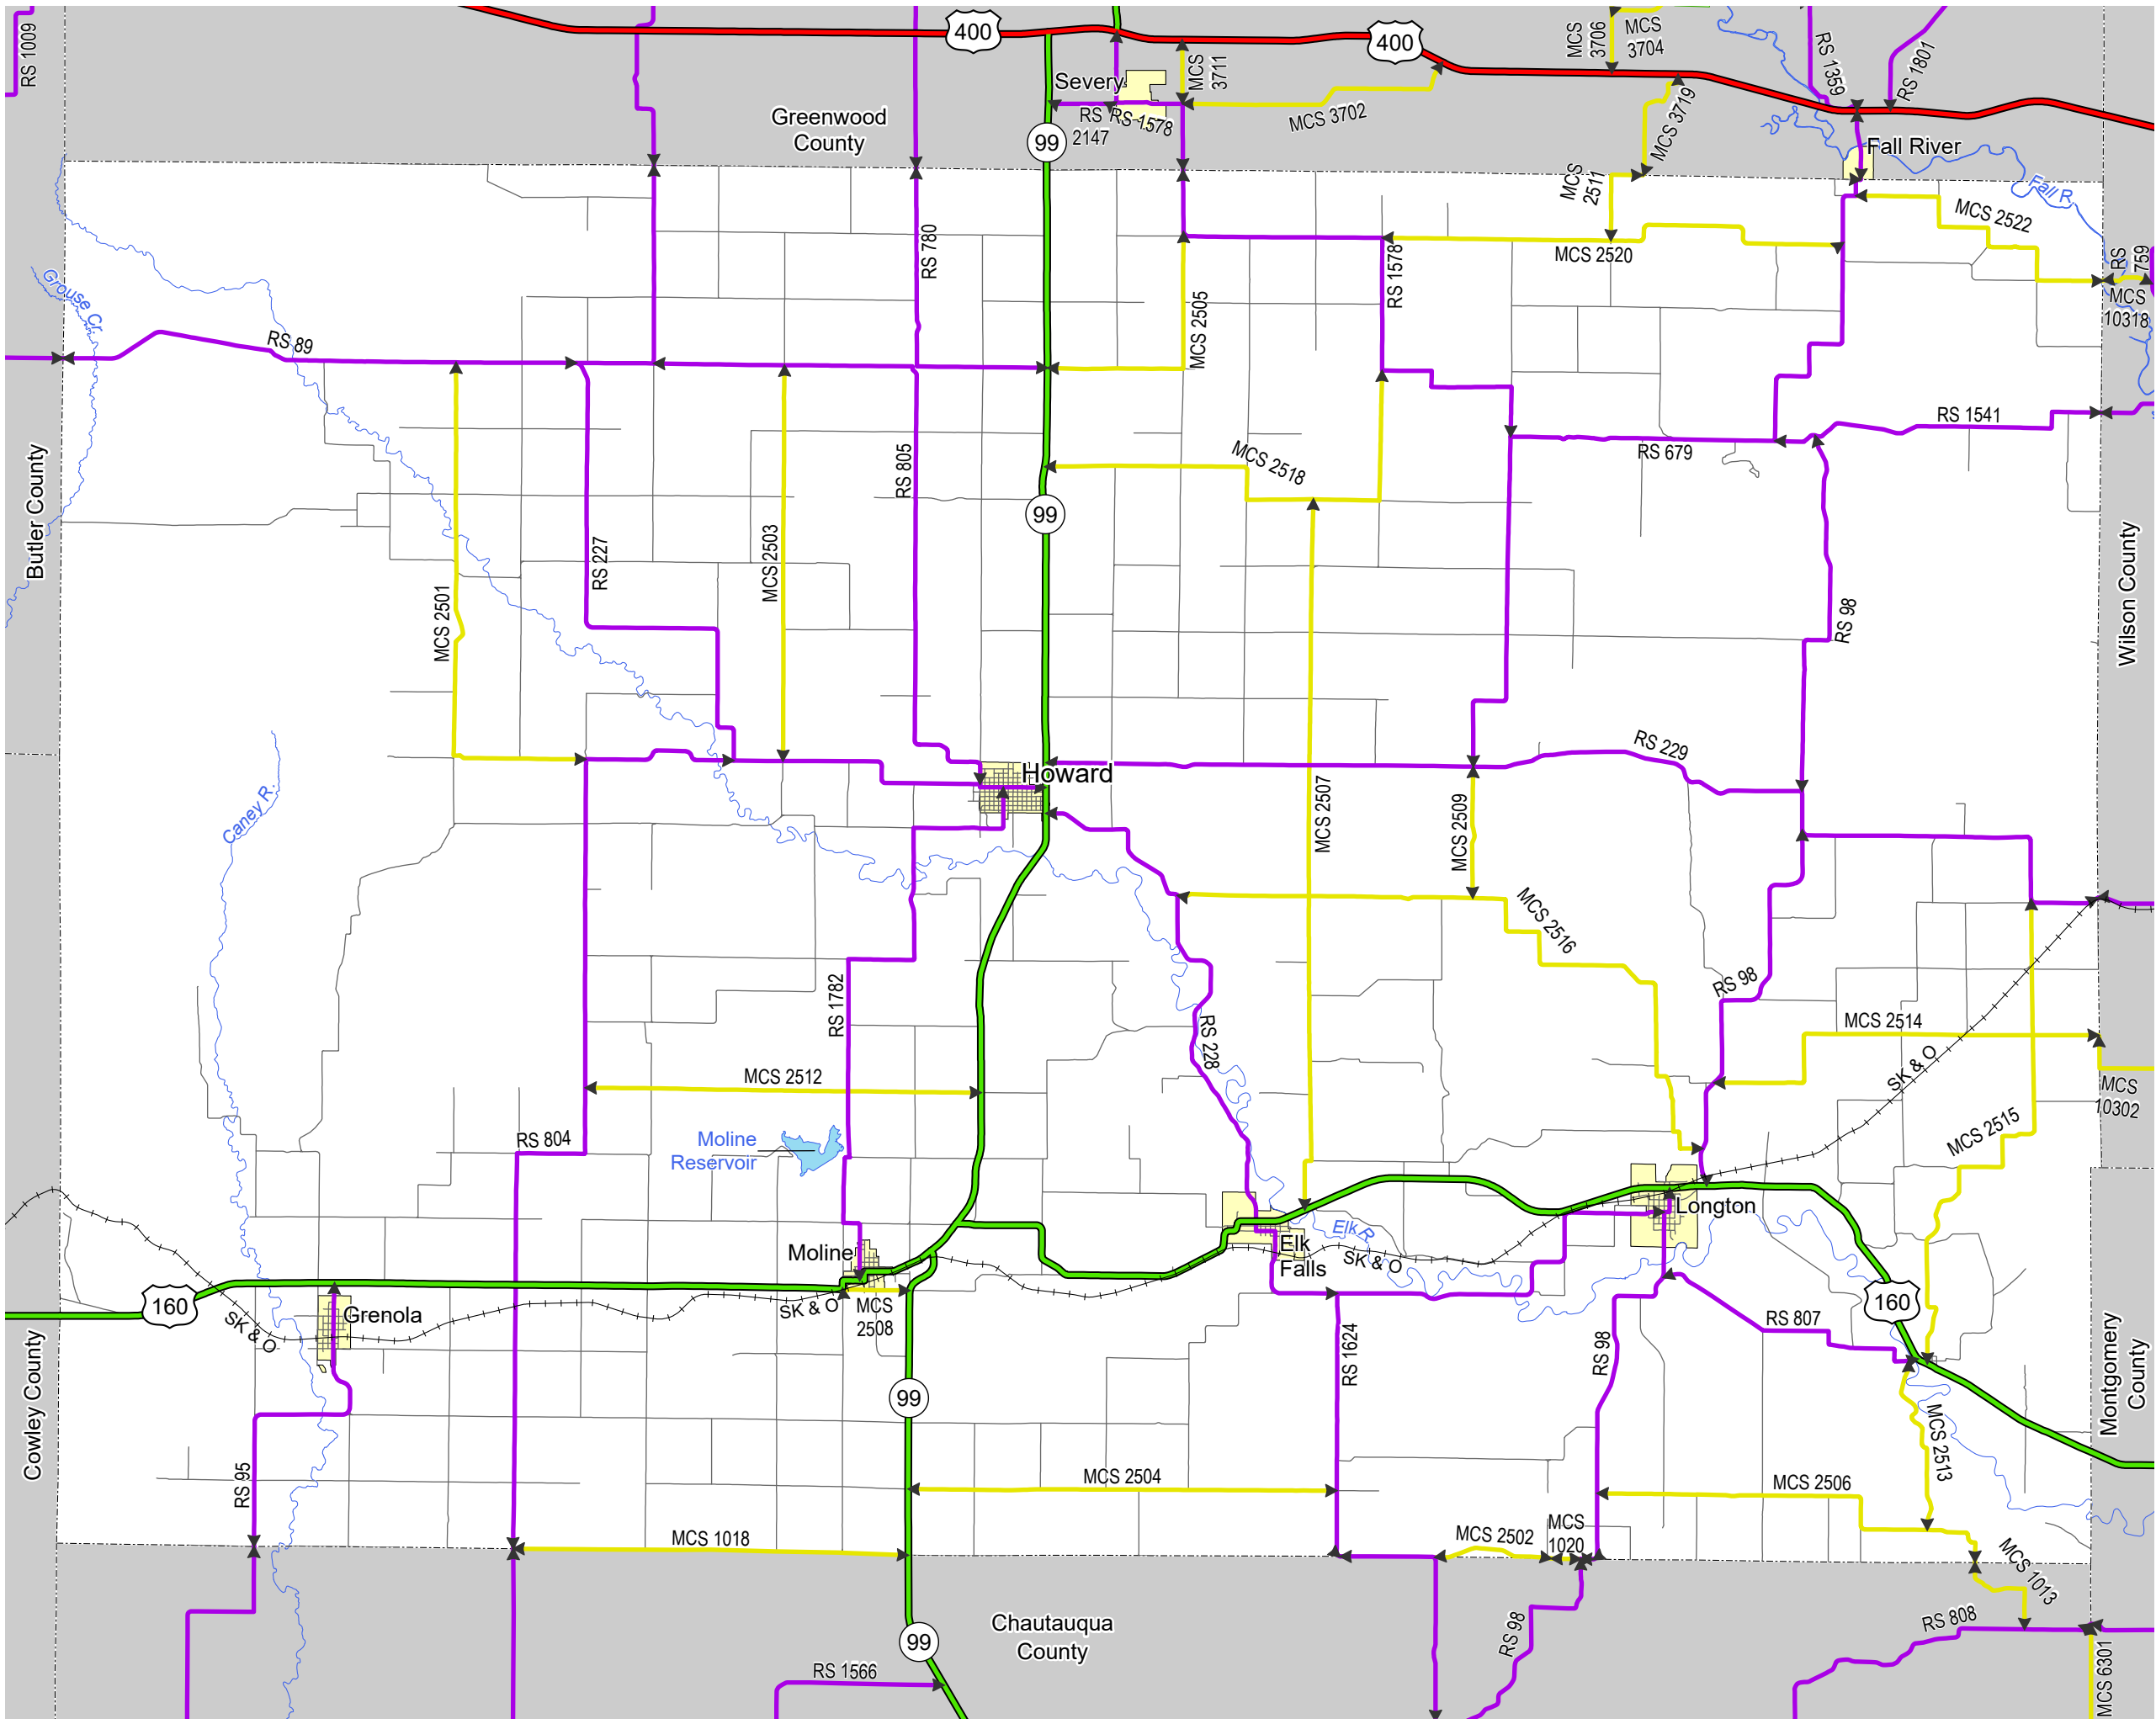 RS 1009
400
400
MCS
3706
MCS
3704
RS 1359
RS 1801
MCS
3711
Severy
Greenwood
County
RS
2147
RS 1578
MCS 3702
MCS 3719
99
Fall River
Fall R.
MCS
2511
MCS 2522
RS 780
RS 1578
MCS 2520
RS
759
MCS
10318
Grouse Cr.
RS 89
MCS 2505
RS 1541
RS 679
MCS 2518
RS 805
99
Butler County
Wilson County
RS 227
MCS 2503
MCS 2501
RS 98
RS 229
Howard
Caney R.
MCS 2507
MCS 2509
MCS 2516
RS 98
RS 1782
RS 228
MCS 2514
SK & O
MCS
10302
MCS 2512
RS 804
Moline
Reservoir
MCS 2515
Longton
Elk R
Elk
Falls
SK & O
Moline
160
Grenola
SK & O
SK & O
MCS
2508
160
RS 807
RS 1624
RS 98
99
Cowley County
Montgomery
County
MCS 2513
RS 95
MCS 2504
MCS 2506
MCS 1018
MCS 2502
MCS
1020
MCS 1013
Chautauqua
County
99
RS 98
RS 808
RS 1566
MCS 6301